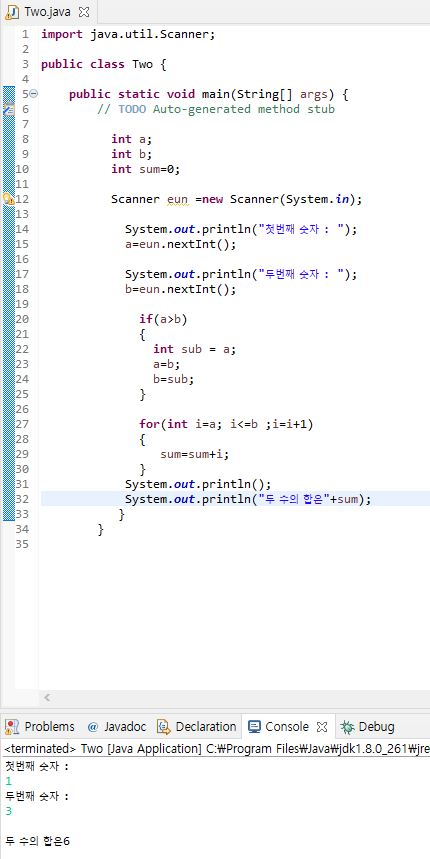 Two.java
1 import java.util.Scanner;
2
3 public class Two {
4
5 public static void main(String[] args) {
6 // TODO Auto-generated method stub
7
8 int a;
9 int b;
10 int sum=0;
11
12 Scanner eun =new Scanner(System.in);
13
14 System.out.println("첫번째 숫자 : ");
15 a=eun.nextInt();
16
17 System.out.println("두번째 숫자 : ");
18 b=eun.nextInt();
19
20 if(a>b)
21 {
22 int sub = a;
23 a=b;
24 b=sub;
25 }
26
27 for(int i=a; i<=b ;i=i+1)
28 {
29 sum=sum+i;
30 }
31 System.out.println();
32 System.out.println("두 수의 합은"+sum);
33 }
34 }
35
Problems @ Javadoc Declaration Console Debug
<terminated> Two [Java Application] C:₩Program Files₩Java₩jdk1.8.0_261₩jre
첫번째 숫자 :
1
두번째 숫자 :
3
두 수의 합은6